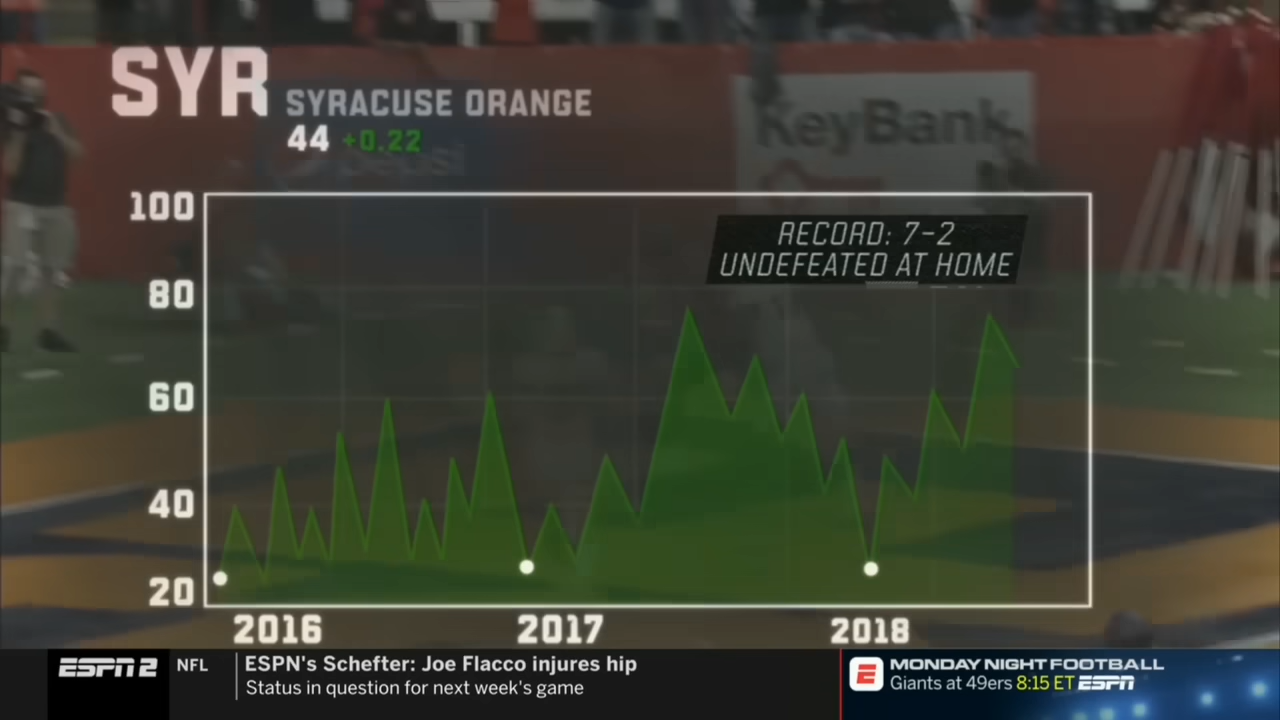 SYR
SYRACUSE ORANGE
44 +0.22
Pepsi
KeyBank
RECORD: 7-2
UNDEFEATED AT HOME
100
80
60
40
20
2016
2017
2018
ESPN2
NFL
ESPN's Schefter: Joe Flacco injures hip
Status in question for next week's game
E
MONDAY NIGHT FOOTBALL
Giants at 49ers 8:15 ET ESPN